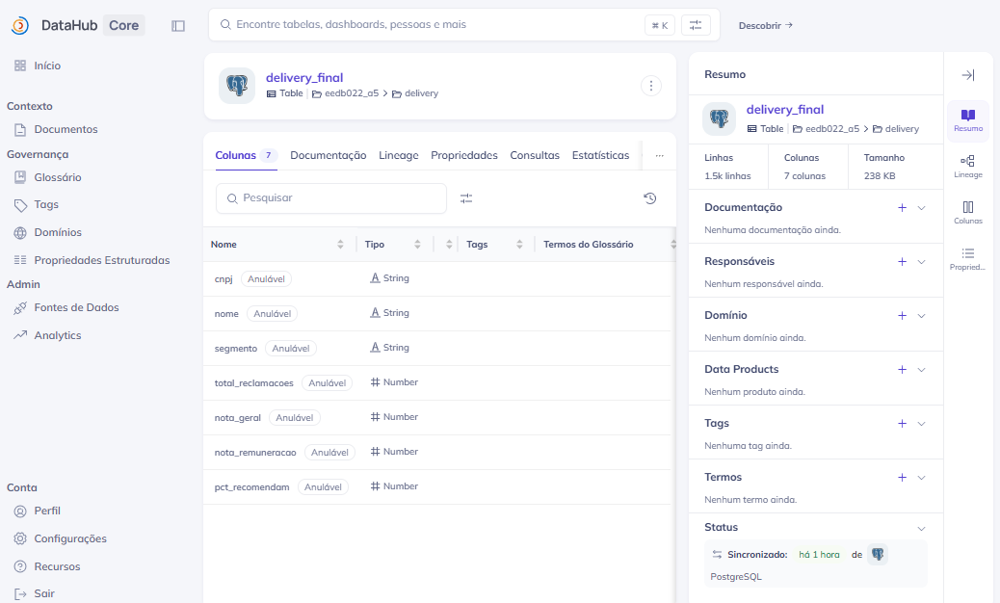 DataHub Core
Encontre tabelas, dashboards, pessoas e mais
⌘ K
Descobrir →
Início
Contexto
Documentos
Governança
Glossário
Tags
Domínios
Propriedades Estruturadas
Admin
Fontes de Dados
Analytics
Conta
Perfil
Configurações
Recursos
Sair
delivery_final
Table | eedb022_a5 > delivery
Colunas 7 Documentação Lineage Propriedades Consultas Estatísticas ...
Pesquisar
Nome Tipo Tags Termos do Glossário
cnpj Anulável String
nome Anulável String
segmento Anulável String
total_reclamacoes Anulável Number
nota_geral Anulável Number
nota_remuneracao Anulável Number
pct_recomendam Anulável Number
Resumo
delivery_final
Table | eedb022_a5 > delivery
Linhas Colunas Tamanho
1.5k linhas 7 colunas 238 KB
Documentação
Nenhuma documentação ainda.
Responsáveis
Nenhum responsável ainda.
Domínio
Nenhum domínio ainda.
Data Products
Nenhum produto ainda.
Tags
Nenhuma tag ainda.
Termos
Nenhum termo ainda.
Status
Sincronizado: há 1 hora de
PostgreSQL
Resumo
Lineage
Colunas
Propried...